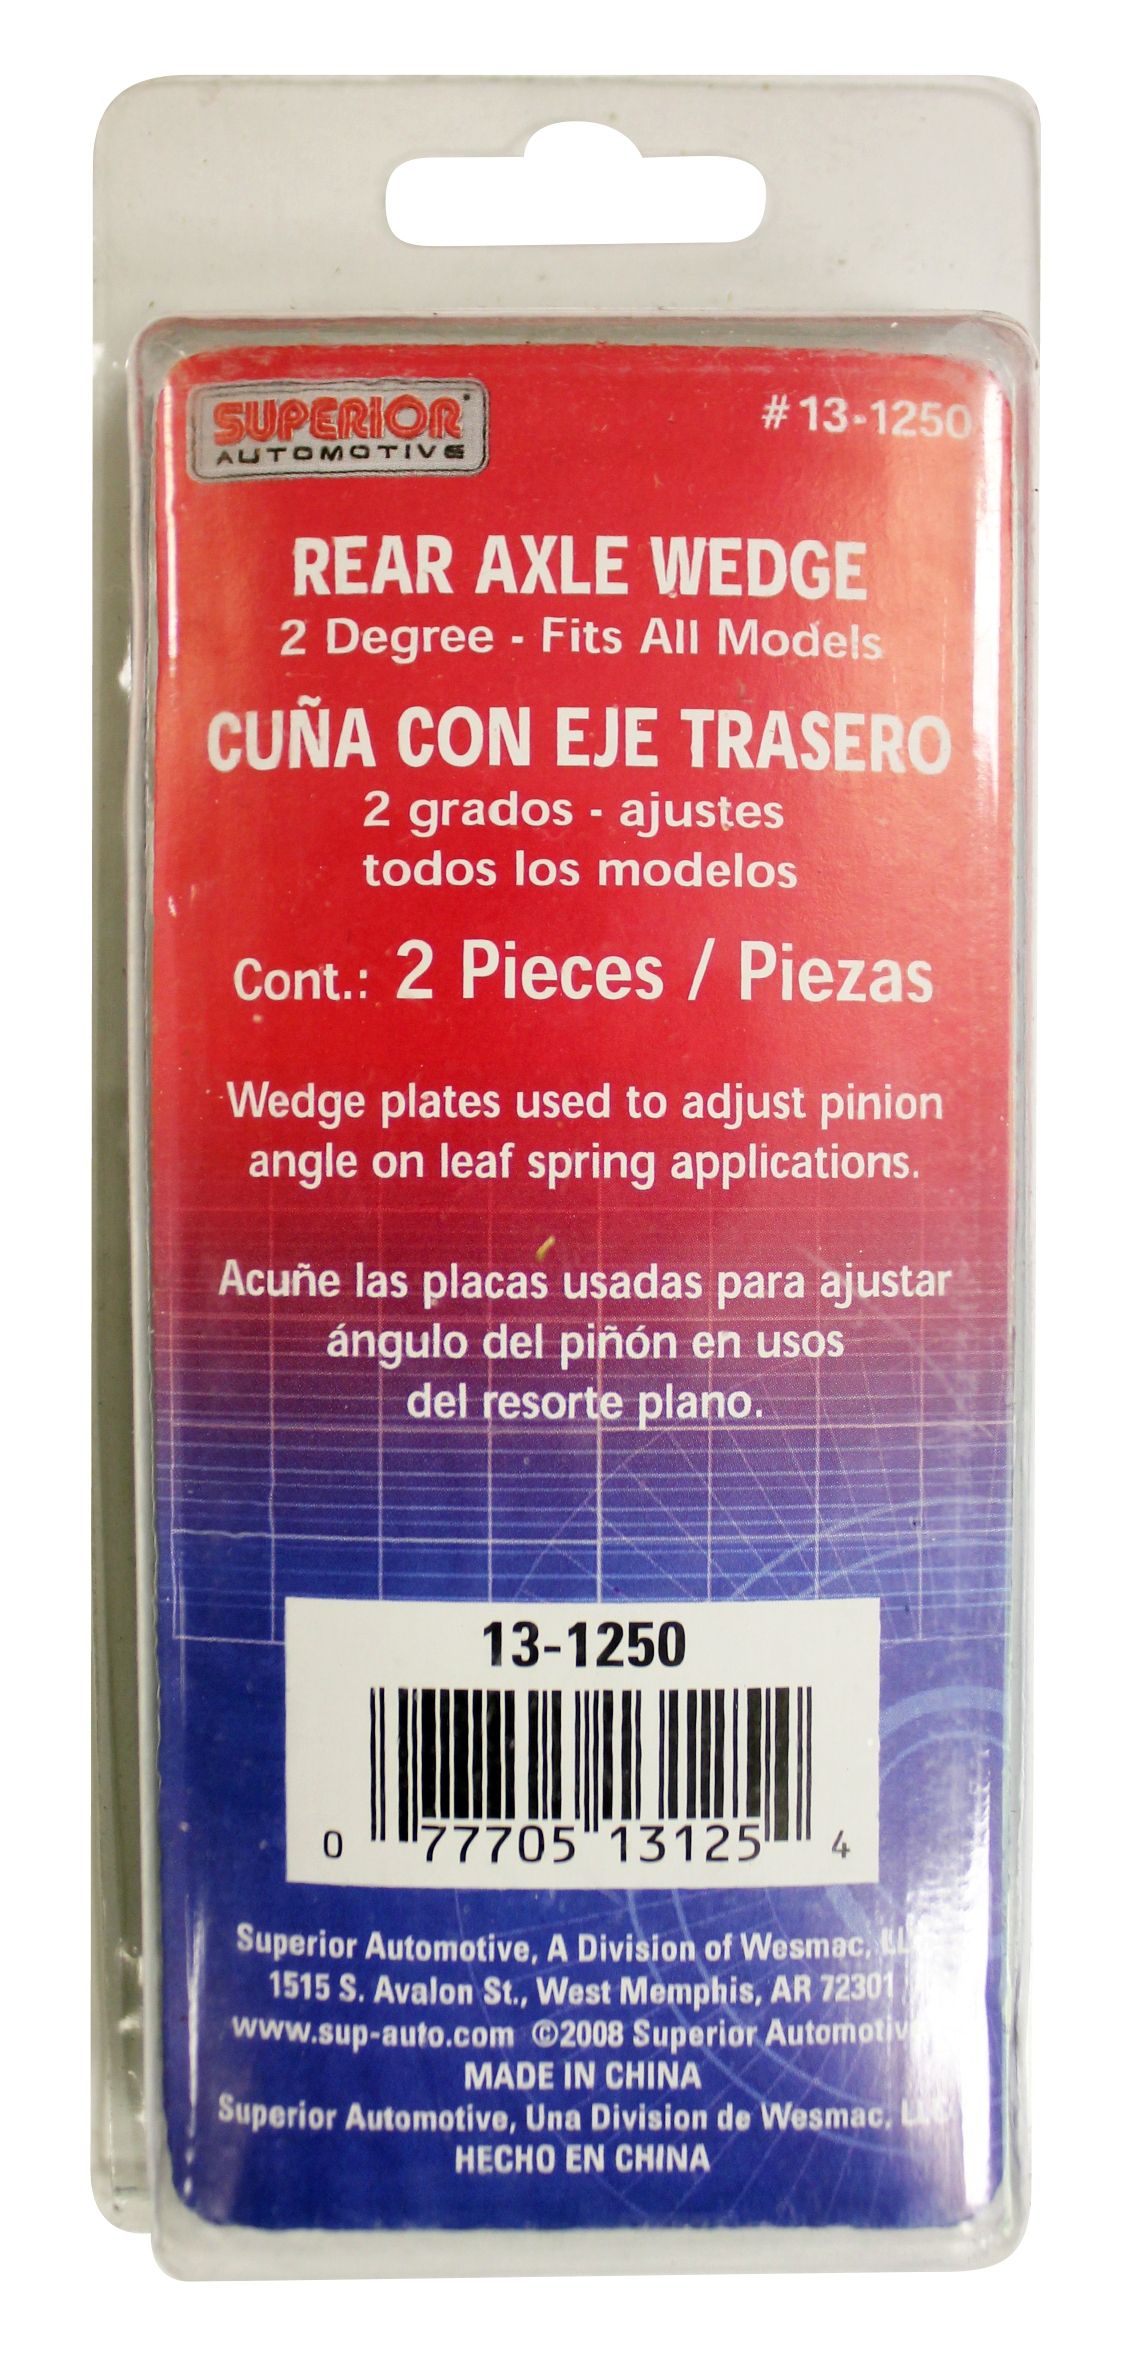 SUPERIOR
AUTOMOTIVE
# 13-1250
REAR AXLE WEDGE
2 Degree - Fits All Models
CUÑA CON EJE TRASERO
2 grados - ajustes
todos los modelos
Cont.: 2 Pieces / Piezas
Wedge plates used to adjust pinion
angle on leaf spring applications.
Acuñe las placas usadas para ajustar
ángulo del piñón en usos
del resorte plano.
13-1250
0 77705 13125 4
Superior Automotive, A Division of Wesmac,
1515 S. Avalon St., West Memphis, AR 72301
www.sup-auto.com ©2008 Superior
MADE IN CHINA
Superior Automotive, Una Division de Wesmac, LLC
HECHO EN CHINA